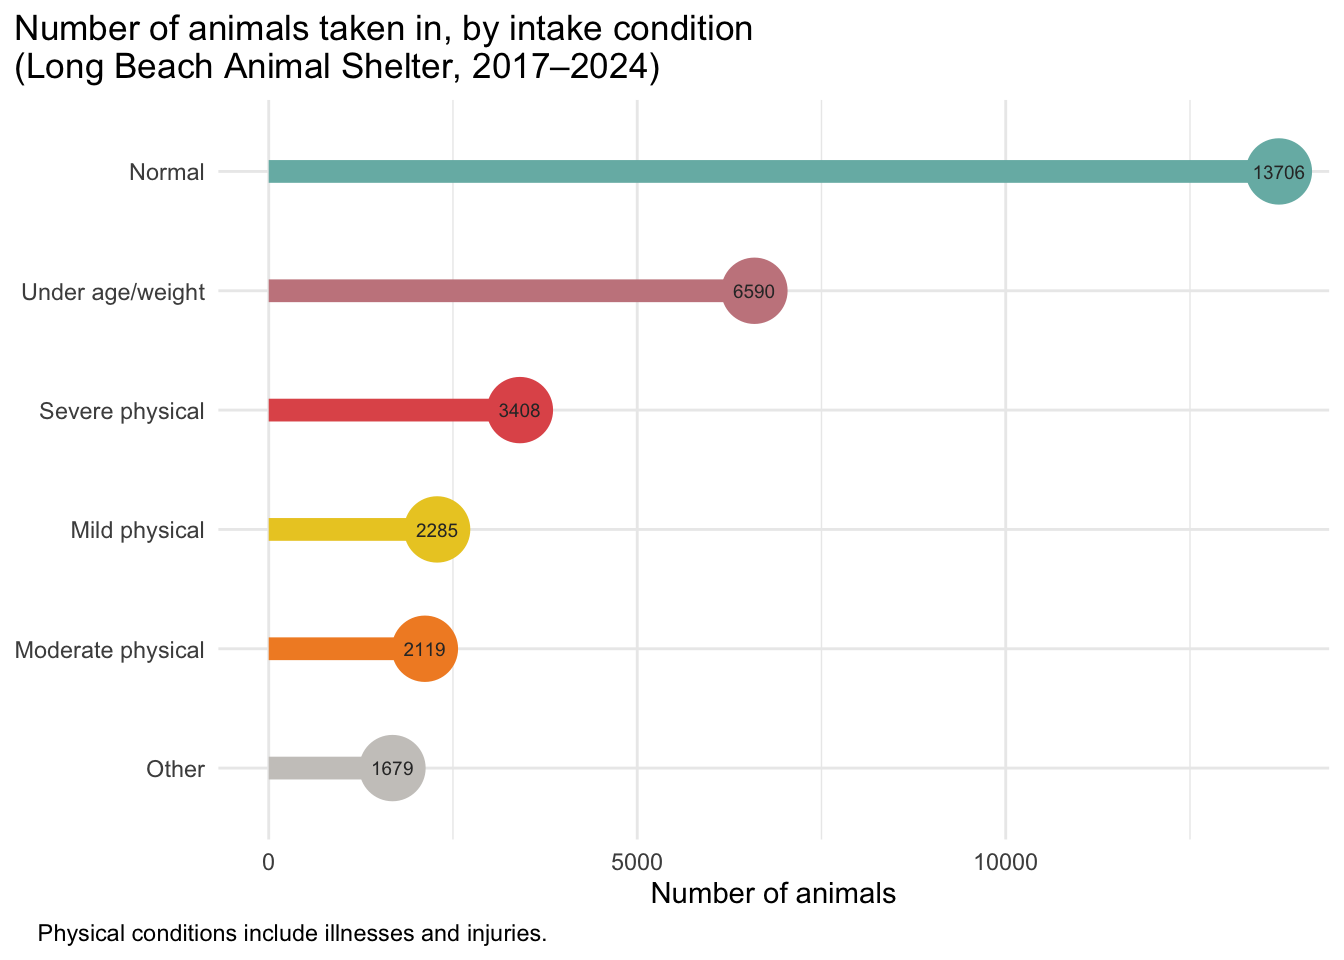 Number of animals taken in, by intake condition
(Long Beach Animal Shelter, 2017–2024)
Normal
13706
Under age/weight
6590
Severe physical
3408
Mild physical
2285
Moderate physical
2119
Other
1679
0
5000
10000
Number of animals
Physical conditions include illnesses and injuries.